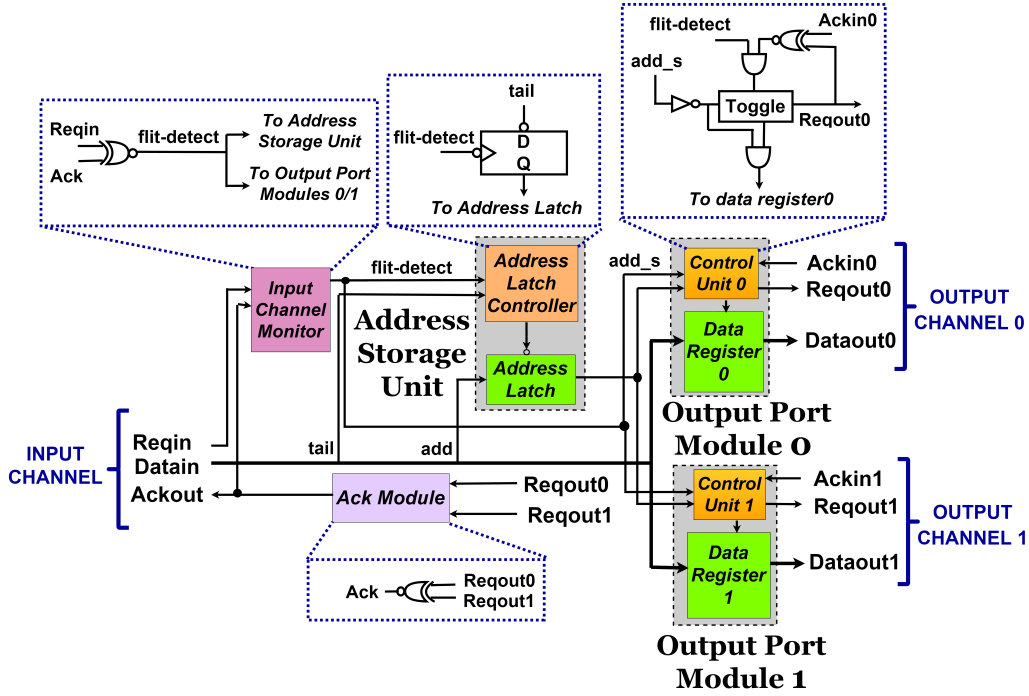 flit-detect
Ackin0
add_s
Toggle
Reqout0
To data register0
tail
flit-detect
D
Q
To Address Latch
Reqin
Ack
flit-detect
To Address
Storage Unit
To Output Port
Modules 0/1
Input
Channel
Monitor
flit-detect
Address
Latch
Controller
Address
Storage
Unit
Address
Latch
tail
add
add_s
Control
Unit 0
Data
Register
0
Ackin0
Reqout0
Dataout0
OUTPUT
CHANNEL 0
Output Port
Module 0
INPUT
CHANNEL
Reqin
Datain
Ackout
Ack Module
Reqout0
Reqout1
Ack
Reqout0
Reqout1
Control
Unit 1
Data
Register
1
Ackin1
Reqout1
Dataout1
OUTPUT
CHANNEL 1
Output Port
Module 1